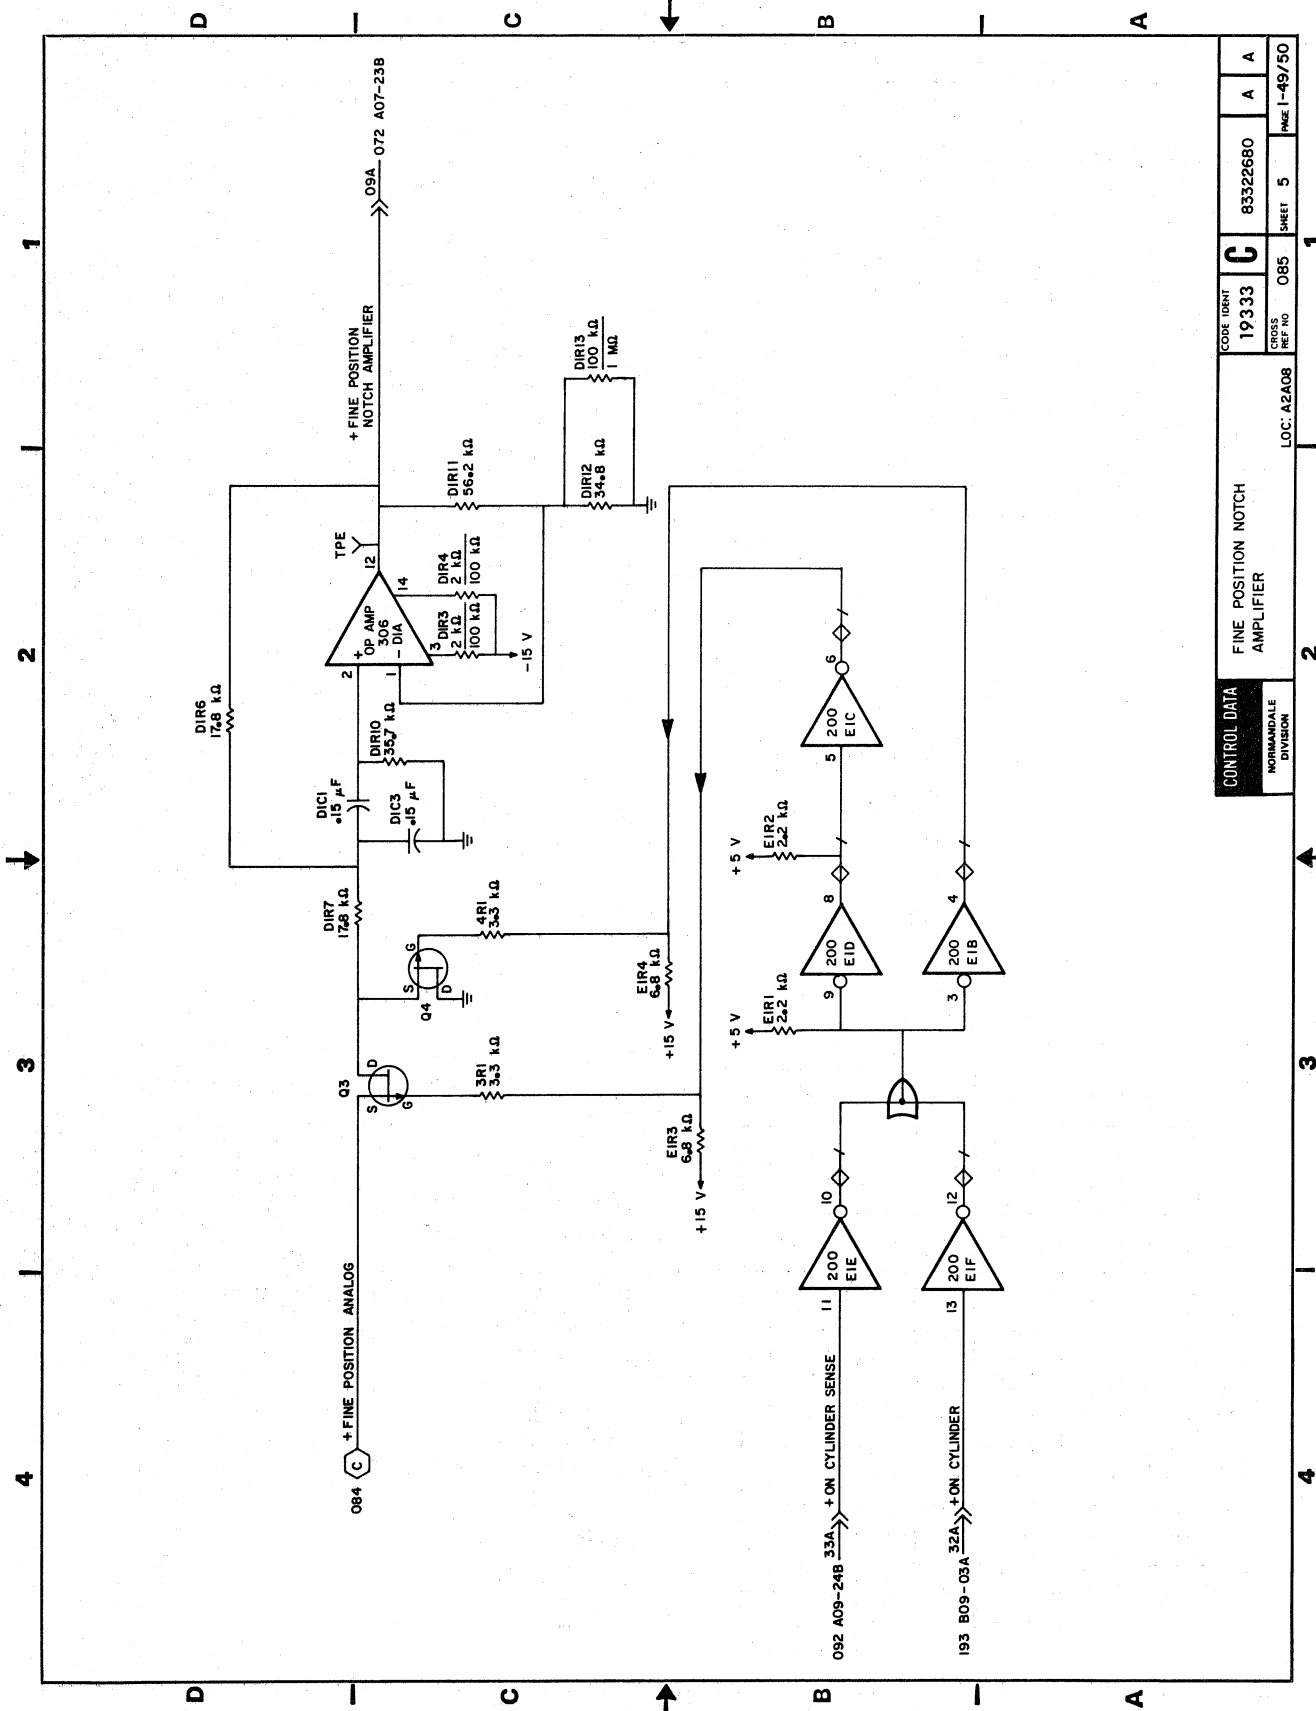 4
3
2
1
D
D
DIR6
17.8 kΩ
084
C
+ FINE POSITION ANALOG
Q3
S
D
G
DIR7
17.8 kΩ
DIC1
.15 µF
DIC3
.15 µF
DIR10
35.7 kΩ
2
+
OP AMP
306
- DIA
1
3
12
14
TPE
DIR3
2 kΩ
100 kΩ
DIR4
2 kΩ
100 kΩ
-15 V
+ FINE POSITION
NOTCH AMPLIFIER
09A
072 A07-23B
C
C
Q4
S
D
G
3R1
3.3 kΩ
4R1
3.3 kΩ
DIR11
56.2 kΩ
DIR12
34.8 kΩ
DIR13
100 kΩ
1 MΩ
EIR4
6.8 kΩ
+15 V
EIR3
6.8 kΩ
+15 V
+5 V
EIR1
2.2 kΩ
+5 V
EIR2
2.2 kΩ
B
B
092 A09-24B
33A
+ON CYLINDER SENSE
11
200
EIE
10
9
200
EID
8
5
200
EIC
6
193 B09-03A
32A
+ON CYLINDER
13
200
EIF
12
3
200
EIB
4
A
A
CONTROL DATA
NORMANDALE
DIVISION
FINE POSITION NOTCH
AMPLIFIER
LOC: A2A08
CODE IDENT
19333
C
83322680
A
A
CROSS
REF NO
085
SHEET 5
PAGE 1-49/50
4
3
2
1